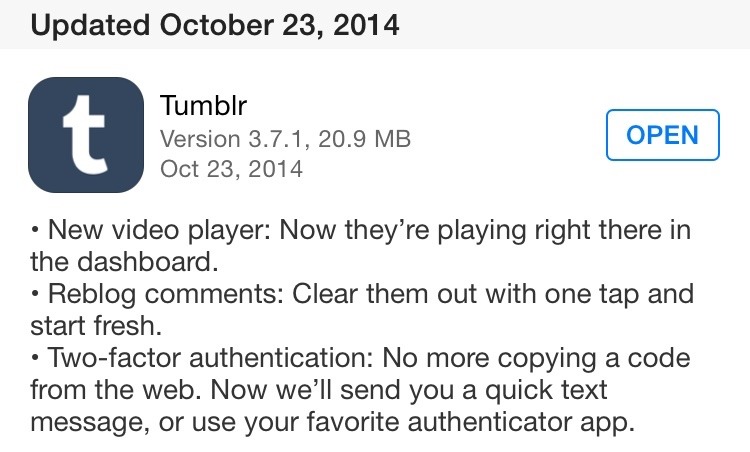 Updated October 23, 2014
t
Tumblr
Version 3.7.1, 20.9 MB
Oct 23, 2014
OPEN
• New video player: Now they’re playing right there in
the dashboard.
• Reblog comments: Clear them out with one tap and
start fresh.
• Two-factor authentication: No more copying a code
from the web. Now we’ll send you a quick text
message, or use your favorite authenticator app.